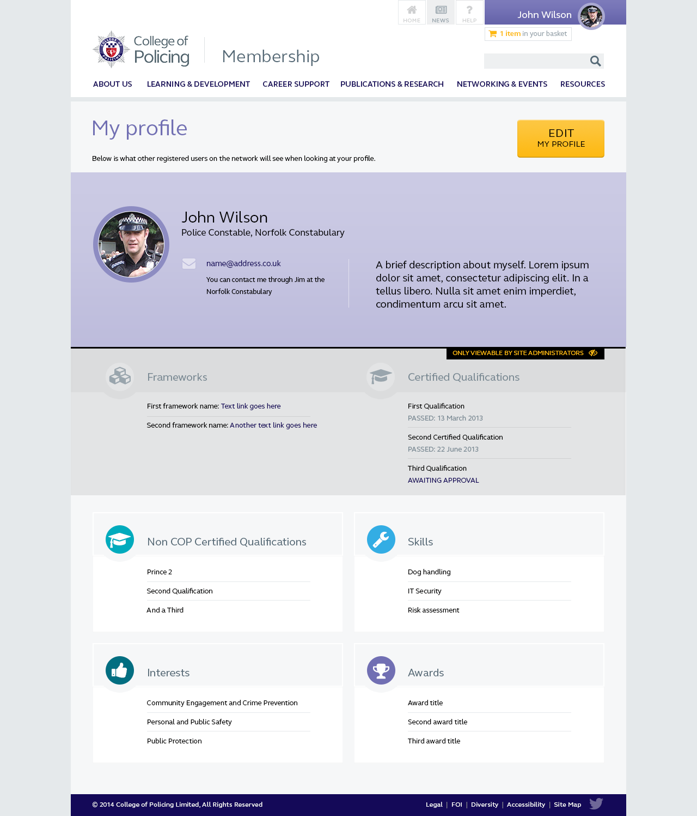 HOME
NEWS
HELP
John Wilson
1 item in your basket
College of
Policing
Membership
ABOUT US
LEARNING & DEVELOPMENT
CAREER SUPPORT
PUBLICATIONS & RESEARCH
NETWORKING & EVENTS
RESOURCES
My profile
Below is what other registered users on the network will see when looking at your profile.
EDIT
MY PROFILE
John Wilson
Police Constable, Norfolk Constabulary
name@address.co.uk
You can contact me through Jim at the
Norfolk Constabulary
A brief description about myself. Lorem ipsum
dolor sit amet, consectetur adipiscing elit. In a
tellus libero. Nulla sit amet enim imperdiet,
condimentum arcu sit amet.
ONLY VIEWABLE BY SITE ADMINISTRATORS
Frameworks
First framework name: Text link goes here
Second framework name: Another text link goes here
Certified Qualifications
First Qualification
PASSED: 13 March 2013
Second Certified Qualification
PASSED: 22 June 2013
Third Qualification
AWAITING APPROVAL
Non COP Certified Qualifications
Prince 2
Second Qualification
And a Third
Skills
Dog handling
IT Security
Risk assessment
Interests
Community Engagement and Crime Prevention
Personal and Public Safety
Public Protection
Awards
Award title
Second award title
Third award title
© 2014 College of Policing Limited, All Rights Reserved
Legal | FOI | Diversity | Accessibility | Site Map